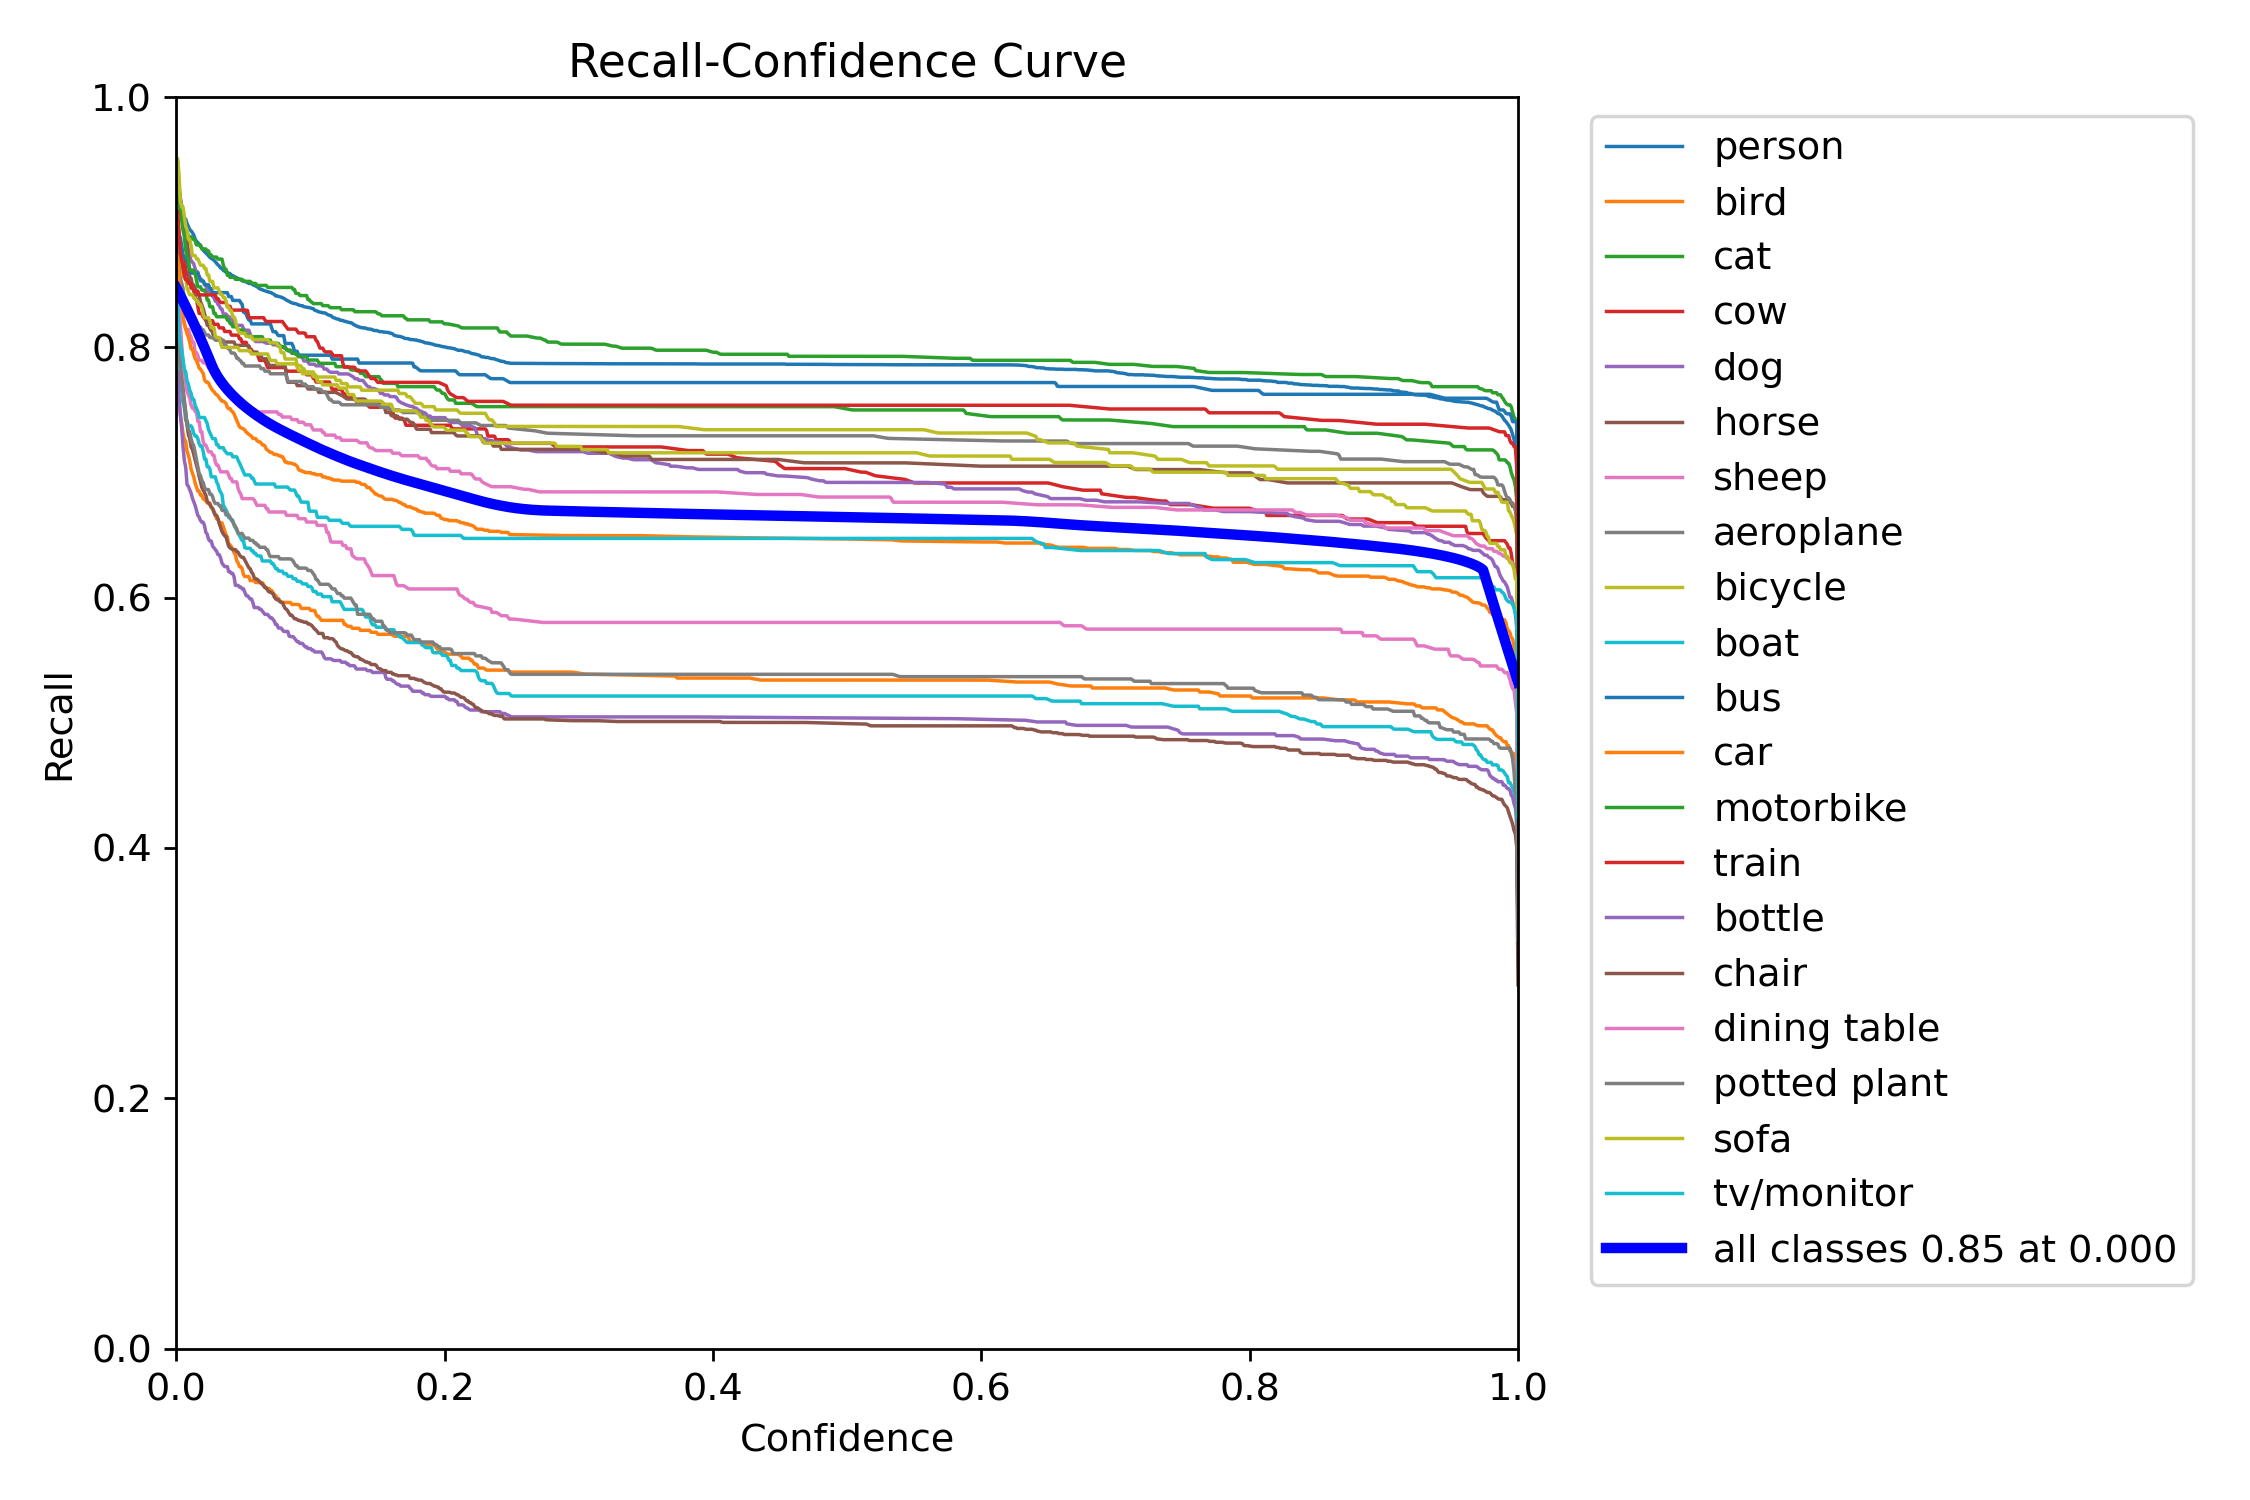 Recall-Confidence Curve
1.0
0.8
0.6
0.4
0.2
0.0
Recall
0.0 0.2 0.4 0.6 0.8 1.0
Confidence
person
bird
cat
cow
dog
horse
sheep
aeroplane
bicycle
boat
bus
car
motorbike
train
bottle
chair
dining table
potted plant
sofa
tv/monitor
all classes 0.85 at 0.000